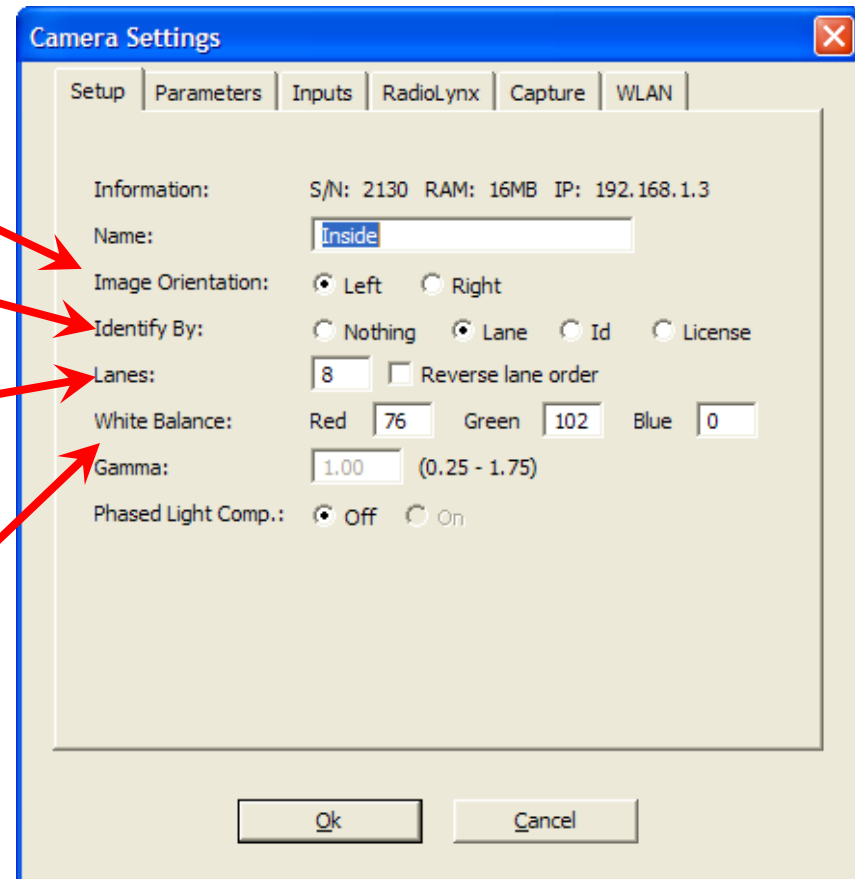 Camera Settings
Setup Parameters Inputs RadioLynx Capture WLAN
Information: S/N: 2130 RAM: 16MB IP: 192.168.1.3
Name: Inside
Image Orientation: Left Right
Identify By: Nothing Lane Id License
Lanes: 8 Reverse lane order
White Balance: Red 76 Green 102 Blue 0
Gamma: 1.00 (0.25 - 1.75)
Phased Light Comp.: Off On
Ok Cancel